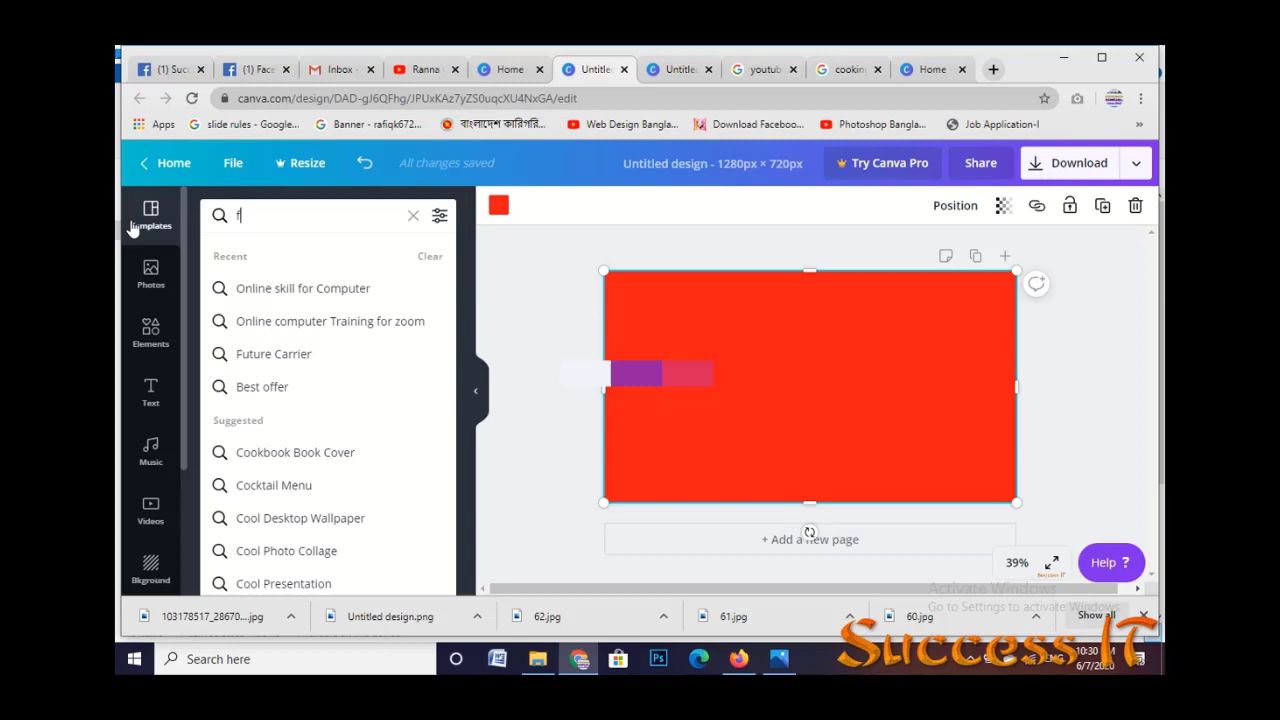 (1) Suc
(1) Face
Inbox -
Ranna
Home
Untitle
Untitle
youtub
cooking
Home
canva.com/design/DAD-gJ6QFhg/JPUxKAz7yZS0uqcXU4NxGA/edit
Apps
slide rules - Google...
Banner - rafiqk672...
বাংলাদেশ কারিগরি...
Web Design Bangla...
Download Faceboo...
Photoshop Bangla...
Job Application-I
»
Home
File
Resize
All changes saved
Untitled design - 1280px × 720px
Try Canva Pro
Share
Download
f
Position
Templates
Photos
Elements
Text
Music
Videos
Bkground
Recent
Clear
Online skill for Computer
Online computer Training for zoom
Future Carrier
Best offer
Suggested
Cookbook Book Cover
Cocktail Menu
Cool Desktop Wallpaper
Cool Photo Collage
Cool Presentation
+ Add a new page
39%
Help ?
Success IT
Activate Windows
Go to Settings to activate Windows.
103178517_28670....jpg
Untitled design.png
62.jpg
61.jpg
60.jpg
Show all
Search here
ENG
10:30 PM
6/7/2020
Success IT